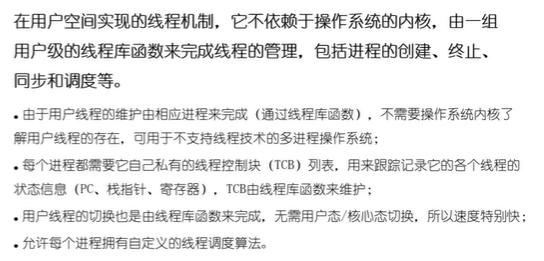 在用户空间实现的线程机制，它不依赖于操作系统的内核，由一组
用户级的线程库函数来完成线程的管理，包括进程的创建、终止、
同步和调度等。
• 由于用户线程的维护由相应进程来完成（通过线程库函数），不需要操作系统内核了
解用户线程的存在，可用于不支持线程技术的多进程操作系统；
• 每个进程都需要它自己私有的线程控制块（TCB）列表，用来跟踪记录它的各个线程的
状态信息（PC、栈指针、寄存器），TCB由线程库函数来维护；
• 用户线程的切换也是由线程库函数来完成，无需用户态/核心态切换，所以速度特别快；
• 允许每个进程拥有自定义的线程调度算法。